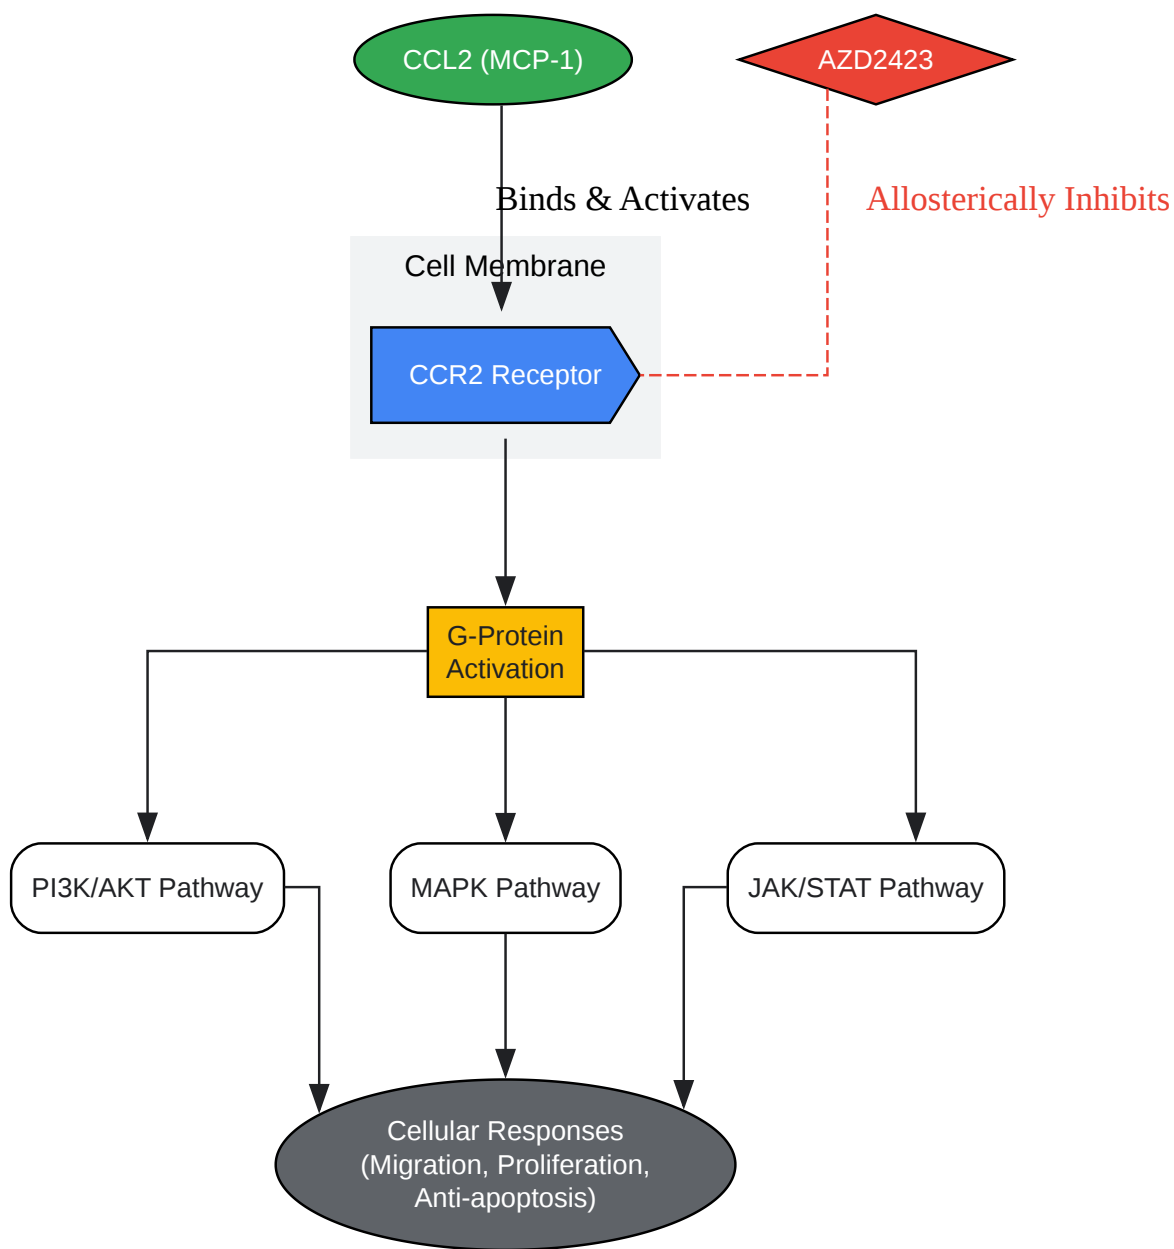 CCL2 (MCP-1)
AZD2423
Binds & Activates
Allosterically Inhibits
Cell Membrane
CCR2 Receptor
G-Protein
Activation
PI3K/AKT Pathway
MAPK Pathway
JAK/STAT Pathway
Cellular Responses
(Migration, Proliferation,
Anti-apoptosis)